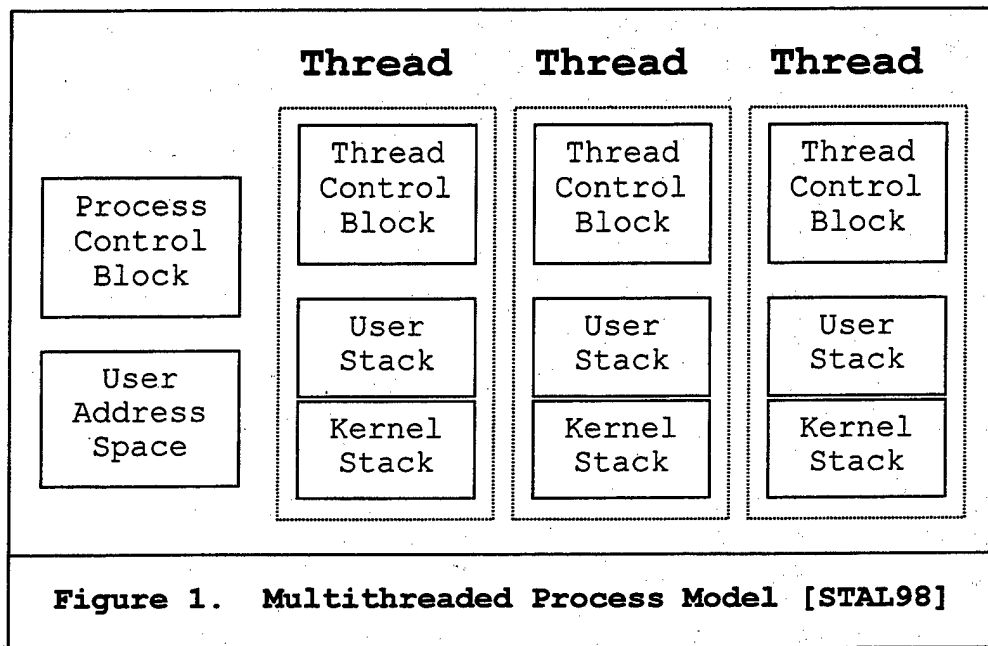 Thread Thread Thread
Process
Control
Block
User
Address
Space
Thread
Control
Block
User
Stack
Kernel
Stack
Thread
Control
Block
User
Stack
Kernel
Stack
Thread
Control
Block
User
Stack
Kernel
Stack
Figure 1. Multithreaded Process Model [STAL98]